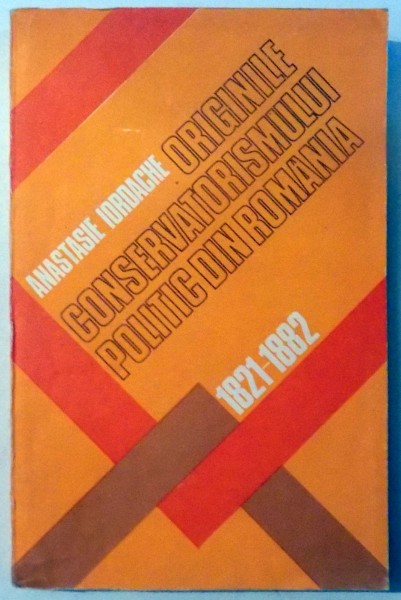 ANASTASIE IORDACHE ORIGINILE
CONSERVATORISMULUI
POLITIC DIN ROMANIA
1821-1882